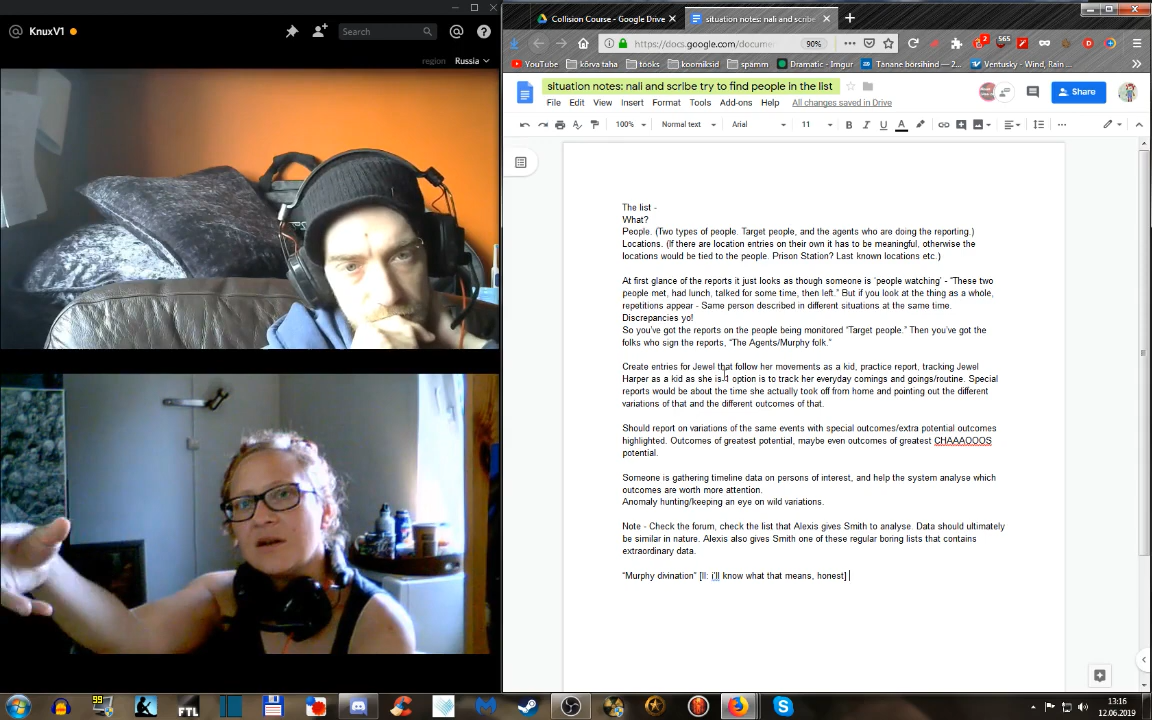 KnuxV1
Search
region Russia
Collision Course - Google Drive
situation notes: nali and scribe
https://docs.google.com/docume
90%
2
565
YouTube
kõrva taha
tööks
koomiksid
spämm
Dramatic - Imgur
Tänane börsihind — 2...
Ventusky - Wind, Rain ...
situation notes: nali and scribe try to find people in the list
File Edit View Insert Format Tools Add-ons Help All changes saved in Drive
Share
100% Normal text Arial 11 B I U A
The list -
What?
People. (Two types of people. Target people, and the agents who are doing the reporting.)
Locations. (If there are location entries on their own it has to be meaningful, otherwise the
locations would be tied to the people. Prison Station? Last known locations etc.)
At first glance of the reports it just looks as though someone is ‘people watching’ - “These two
people met, had lunch, talked for some time, then left.” But if you look at the thing as a whole,
repetitions appear - Same person described in different situations at the same time.
Discrepancies yo!
So you’ve got the reports on the people being monitored “Target people.” Then you’ve got the
folks who sign the reports, “The Agents/Murphy folk.”
Create entries for Jewel that follow her movements as a kid, practice report, tracking Jewel
Harper as a kid as she is.1 option is to track her everyday comings and goings/routine. Special
reports would be about the time she actually took off from home and pointing out the different
variations of that and the different outcomes of that.
Should report on variations of the same events with special outcomes/extra potential outcomes
highlighted. Outcomes of greatest potential, maybe even outcomes of greatest CHAAAOOOS
potential.
Someone is gathering timeline data on persons of interest, and help the system analyse which
outcomes are worth more attention.
Anomaly hunting/keeping an eye on wild variations.
Note - Check the forum, check the list that Alexis gives Smith to analyse. Data should ultimately
be similar in nature. Alexis also gives Smith one of these regular boring lists that contains
extraordinary data.
“Murphy divination” [ll: i’ll know what that means, honest]
99
FTL
13:16
12.06.2019